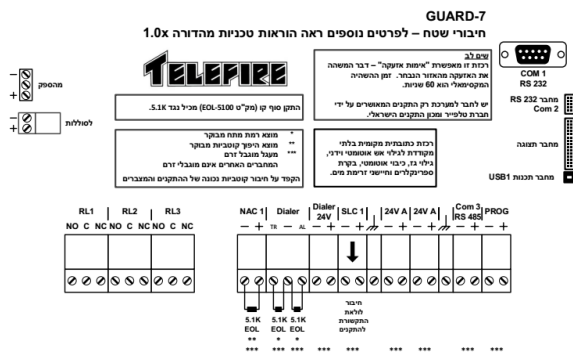 GUARD-7
חיבורי שטח – לפרטים נוספים ראה הוראות טכניות מהדורה 1.0x
TELEFIRE
שים לב
רכזת זו מאפשרת "אימות אזעקה" – דבר המשהה
את האזעקה מהאזור הנבחר. זמן ההשהיה
המקסימאלי הוא 60 שניות.
יש לחבר למערכת רק התקנים המאושרים על ידי
חברת טלפייר ומכון התקנים הישראלי.
COM 1
RS 232
מחבר RS 232
Com 2
מחבר תצוגה
מחבר תכנות USB1
− מהספק
+
− לסוללות
+
התקן סוף קו (מק"ט EOL-5100) מכיל נגד 5.1K.
* מוצא רמת מתח מבוקר
** מוצא היפוך קוטביות מבוקר
*** מעגל מוגבל זרם
המחברים האחרים אינם מוגבלי זרם
הקפד על חיבור קוטביות נכונה של ההתקנים והמצברים
רכזת כתובתית מקומית בלתי
מקודדת לגילוי אש אוטומטי וידני,
גילוי גז, כיבוי אוטומטי, בקרת
ספרינקלרים וחיישני זרימת מים.
RL1 RL2 RL3
NO C NC NO C NC NO C NC
NAC 1 Dialer Dialer 24V SLC 1 24V A 24V A Com 3 RS 485 PROG
− + TR − AL − + − + − + − + − + − +
5.1K 5.1K 5.1K
EOL EOL EOL
** * *
חיבור
לולאת
התקשורת
להתקנים
*** *** *** *** *** *** *** ***